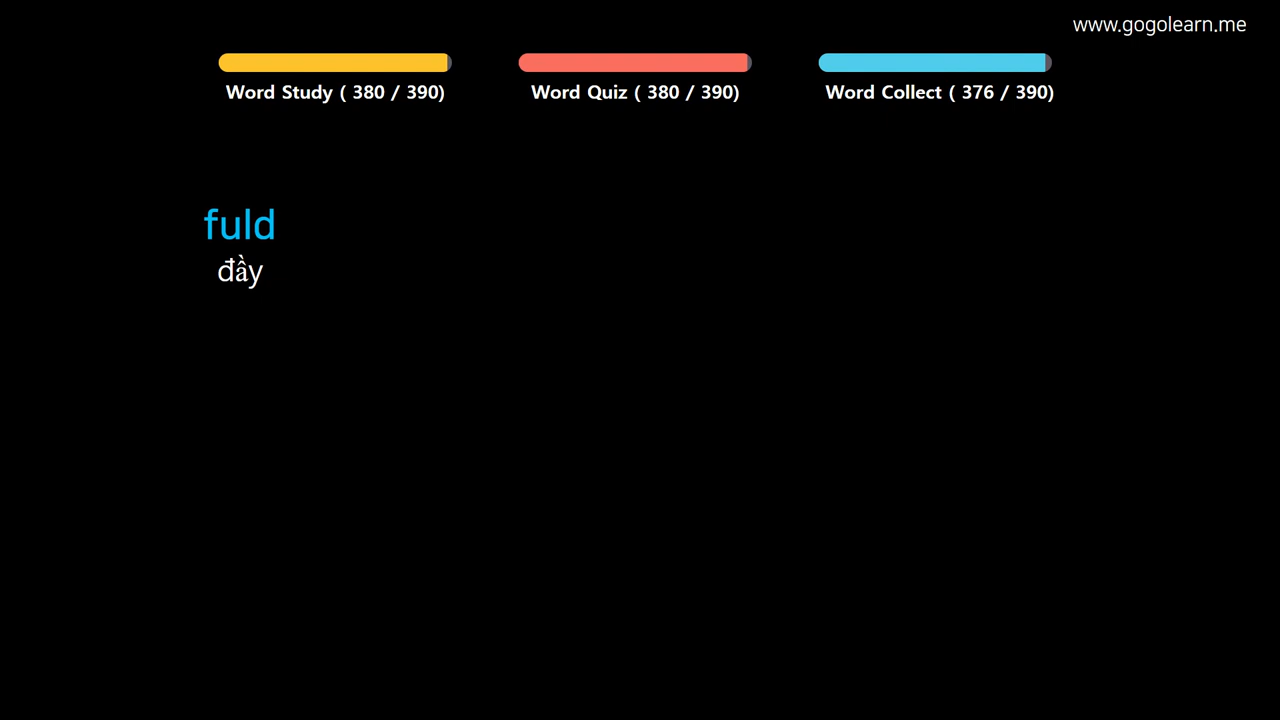 www.gogolearn.me
Word Study ( 380 / 390)
Word Quiz ( 380 / 390)
Word Collect ( 376 / 390)
fuld
đầy